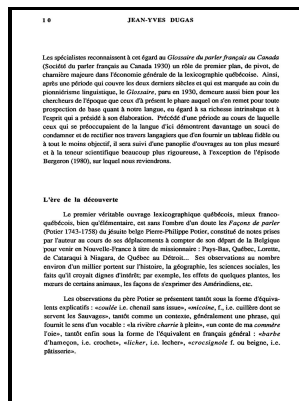 10 JEAN-YVES DUGAS
Les spécialistes reconnaissent à cet égard au Glossaire du parler français au Canada
(Société du parler français au Canada 1930) un rôle de premier plan, de pivot, de
charnière majeure dans l'économie générale de la lexicographie québécoise. Ainsi,
après une période qui couvre les deux derniers siècles et qui est marquée au coin du
pionniérisme linguistique, le Glossaire, paru en 1930, demeure aussi bien pour les
chercheurs de l'époque que ceux d'à présent le phare auquel on s'en remet pour toute
prospection de base quant à notre langue, eu égard à sa richesse intrinsèque et à
l'esprit qui a présidé à son élaboration. Précédé d'une période au cours de laquelle
ceux qui se préoccupaient de la langue d'ici démontrent davantage un souci de
condamner et de rectifier nos travers langagiers que d'en fournir un tableau fidèle ou
à tout le moins objectif, il sera suivi d'une panoplie d'ouvrages au ton plus mesuré
et à la teneur scientifique beaucoup plus rigoureuse, à l'exception de l'épisode
Bergeron (1980), sur lequel nous reviendrons.
L'ère de la découverte
Le premier véritable ouvrage lexicographique québécois, mieux franco-
québécois, bien qu'élémentaire, est sans l'ombre d'un doute les Façons de parler
(Potier 1743-1758) du jésuite belge Pierre-Philippe Potier, constitué de notes prises
par l'auteur au cours de ses déplacements à compter de son départ de la Belgique
pour venir en Nouvelle-France à titre de missionnaire : Pays-Bas, Québec, Lorette,
de Cataraqui à Niagara, de Québec au Détroit... Ses observations au nombre
environ d'un millier portent sur l'histoire, la géographie, les sciences sociales, les
faits qu'il croyait dignes d'intérêt; par exemple, les effets de quelques plantes, les
mœurs de certains animaux, les façons de s'exprimer des Amérindiens, etc.
Les observations du père Potier se présentent tantôt sous la forme d'équiva-
lents explicatifs : «coulée i.e. chenail sans issue», «micoine, f., i.e. cuillère dont se
servent les Sauvages», tantôt comme un contexte, généralement une phrase, qui
fournit le sens d'un vocable : «la rivière charrie à plein», «un conte de ma commère
l'oie», tantôt enfin sous la forme de l'équivalent en français général : «barbe
d'hameçon, i.e. crochet», «licher, i.e. lecher», «crocsignole f. ou beigne, i.e.
pâtisserie».